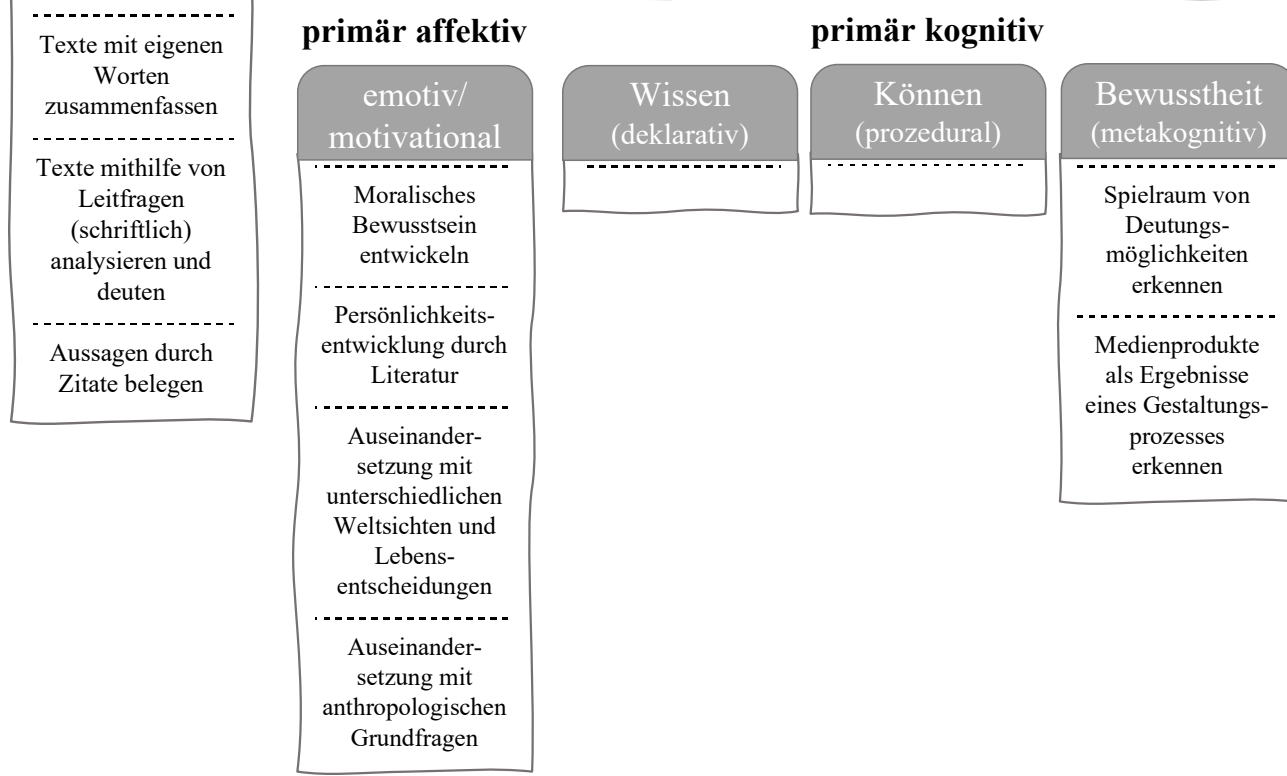 Texte mit eigenen
Worten
zusammenfassen
Texte mithilfe von
Leitfragen
(schriftlich)
analysieren und
deuten
Aussagen durch
Zitate belegen
primär affektiv
emotiv/
motivational
Moralisches
Bewusstsein
entwickeln
Persönlichkeits-
entwicklung durch
Literatur
Auseinander-
setzung mit
unterschiedlichen
Weltsichten und
Lebens-
entscheidungen
Auseinander-
setzung mit
anthropologischen
Grundfragen
primär kognitiv
Wissen
(deklarativ)
Können
(prozedural)
Bewusstheit
(metakognitiv)
Spielraum von
Deutungs-
möglichkeiten
erkennen
Medienprodukte
als Ergebnisse
eines Gestaltungs-
prozesses
erkennen